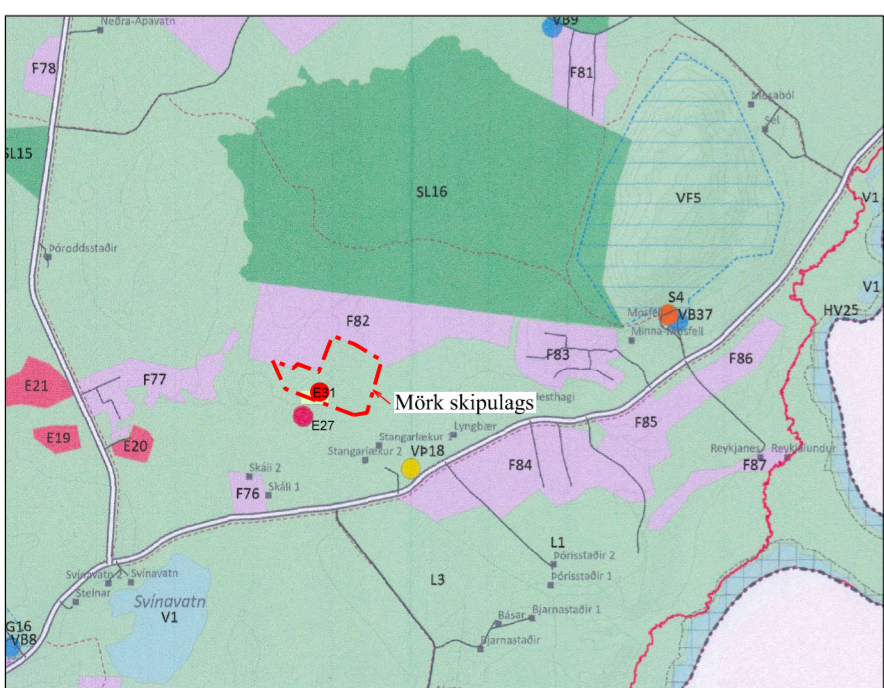 Neðra-Apavatn
VB9
F78
F81
Mosaból
Sel
SL15
SL16
VF5
V1
Þóroddsstaðir
V1
S4
HV25
Mosfell
VB37
F82
Minna-Mosfell
F83
F86
E21
F77
E31
Mörk skipulags
E27
F85
E19
E20
Lyngbær
Stangarlækur 1
Stangarlækur 2
VÞ18
Reykjanes
Reykjalundur
F84
F87
Skáli 2
F76
Skáli 1
L1
Þórisstaðir 2
L3
Þórisstaðir 1
Svínavatn 2
Svínavatn
Steinar
Svínavatn
V1
Básar
Bjarnastaðir 1
G16
VB8
Bjarnastaðir